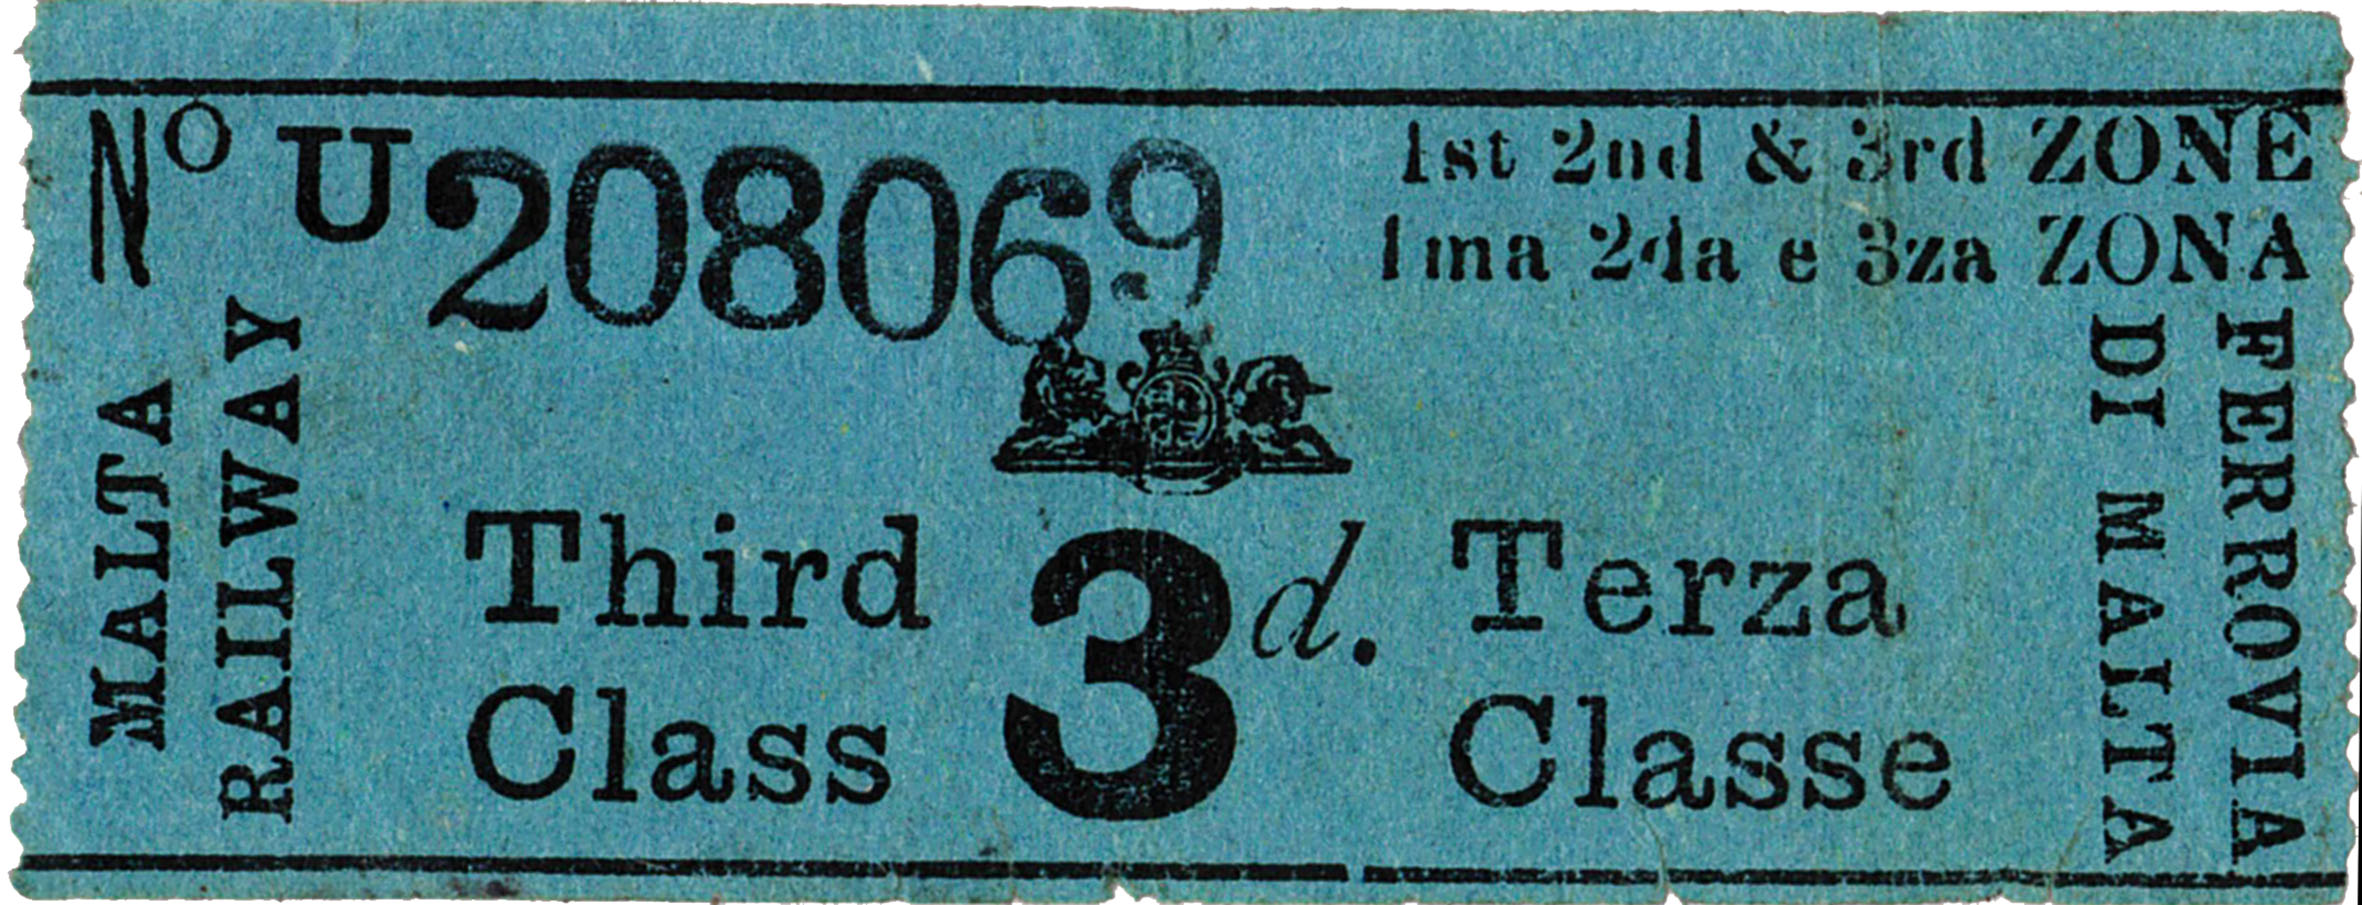 Nº U 208069
1st 2nd & 3rd ZONE
1ma 2da e 3za ZONA
MALTA
RAILWAY
Third
Class
3d.
Terza
Classe
FERROVIA
DI MALTA